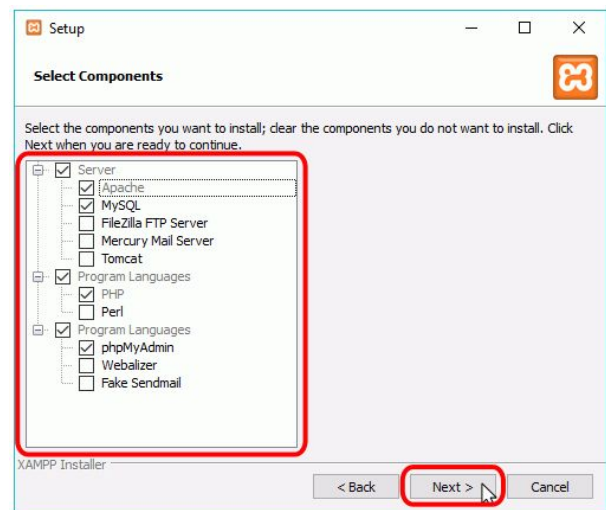 Setup
Select Components
Select the components you want to install; clear the components you do not want to install. Click
Next when you are ready to continue.
Server
Apache
MySQL
FileZilla FTP Server
Mercury Mail Server
Tomcat
Program Languages
PHP
Perl
Program Languages
phpMyAdmin
Webalizer
Fake Sendmail
XAMPP Installer
< Back
Next >
Cancel